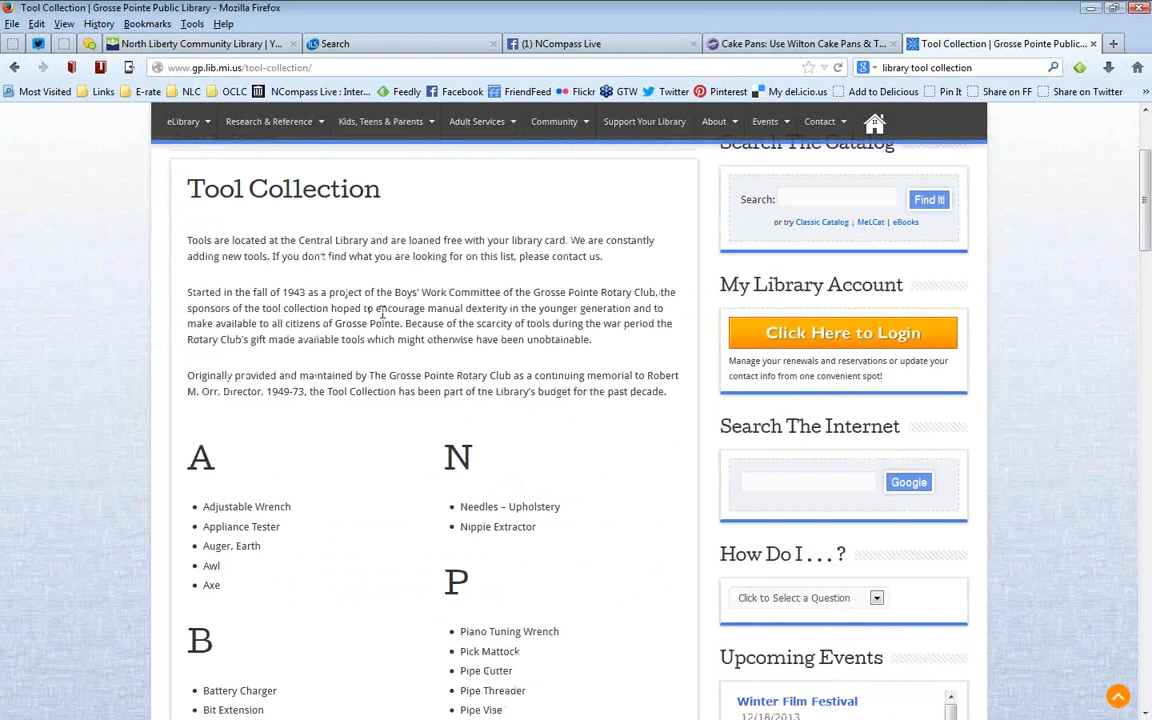 Tool Collection | Grosse Pointe Public Library - Mozilla Firefox
File Edit View History Bookmarks Tools Help
North Liberty Community Library | Y...
Search
(1) NCompass Live
Cake Pans: Use Wilton Cake Pans & T...
Tool Collection | Grosse Pointe Public...
www.gp.lib.mi.us/tool-collection/
library tool collection
Most Visited Links E-rate NLC OCLC NCompass Live: Inter... Feedly Facebook FriendFeed Flickr GTW Twitter Pinterest My del.icio.us Add to Delicious Pin It Share on FF Share on Twitter
eLibrary Research & Reference Kids, Teens & Parents Adult Services Community Support Your Library About Events Contact
Tool Collection
Tools are located at the Central Library and are loaned free with your library card. We are constantly
adding new tools. If you don't find what you are looking for on this list, please contact us.
Started in the fall of 1943 as a project of the Boys' Work Committee of the Grosse Pointe Rotary Club, the
sponsors of the tool collection hoped to encourage manual dexterity in the younger generation and to
make available to all citizens of Grosse Pointe. Because of the scarcity of tools during the war period the
Rotary Club's gift made available tools which might otherwise have been unobtainable.
Originally provided and maintained by The Grosse Pointe Rotary Club as a continuing memorial to Robert
M. Orr, Director, 1949-73, the Tool Collection has been part of the Library's budget for the past decade.
A
Adjustable Wrench
Appliance Tester
Auger, Earth
Awl
Axe
B
Battery Charger
Bit Extension
N
Needles – Upholstery
Nippie Extractor
P
Piano Tuning Wrench
Pick Mattock
Pipe Cutter
Pipe Threader
Pipe Vise
Search The Catalog
Search: Find It!
or try Classic Catalog | MeLCat | eBooks
My Library Account
Click Here to Login
Manage your renewals and reservations or update your
contact info from one convenient spot!
Search The Internet
Google
How Do I . . . ?
Click to Select a Question
Upcoming Events
Winter Film Festival
12/18/2013